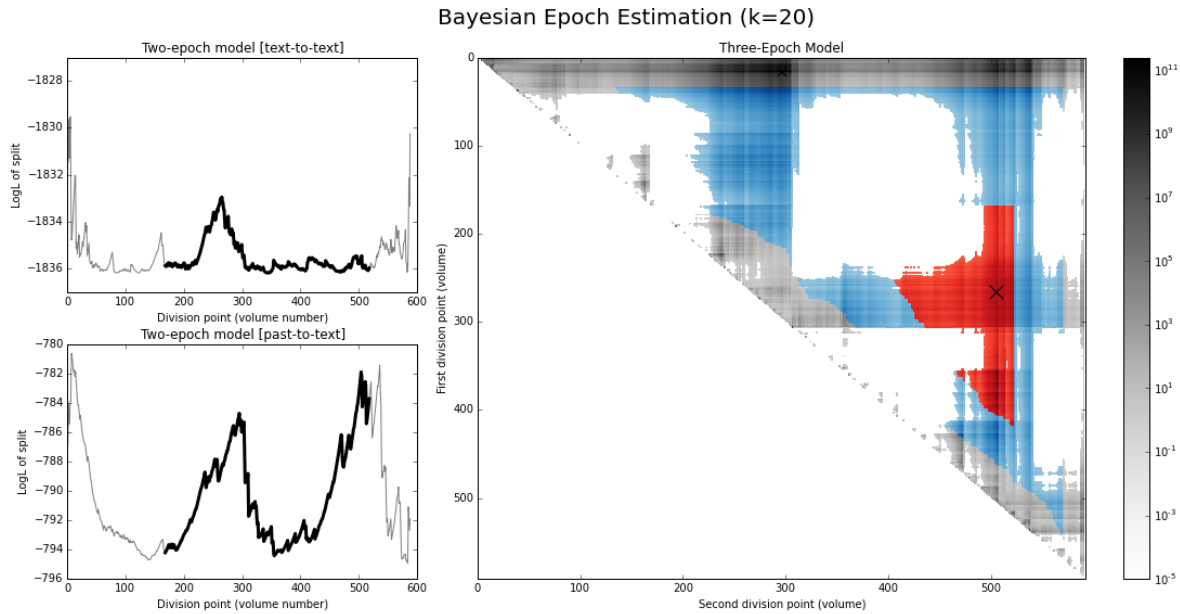 Bayesian Epoch Estimation (k=20)
Two-epoch model [text-to-text]
LogL of split
−1828
−1830
−1832
−1834
−1836
0 100 200 300 400 500 600
Division point (volume number)
Two-epoch model [past-to-text]
LogL of split
−780
−782
−784
−786
−788
−790
−792
−794
−796
0 100 200 300 400 500 600
Division point (volume number)
Three-Epoch Model
First division point (volume)
0
100
200
300
400
500
0 100 200 300 400 500
Second division point (volume)
10^11
10^9
10^7
10^5
10^3
10^1
10^-1
10^-3
10^-5